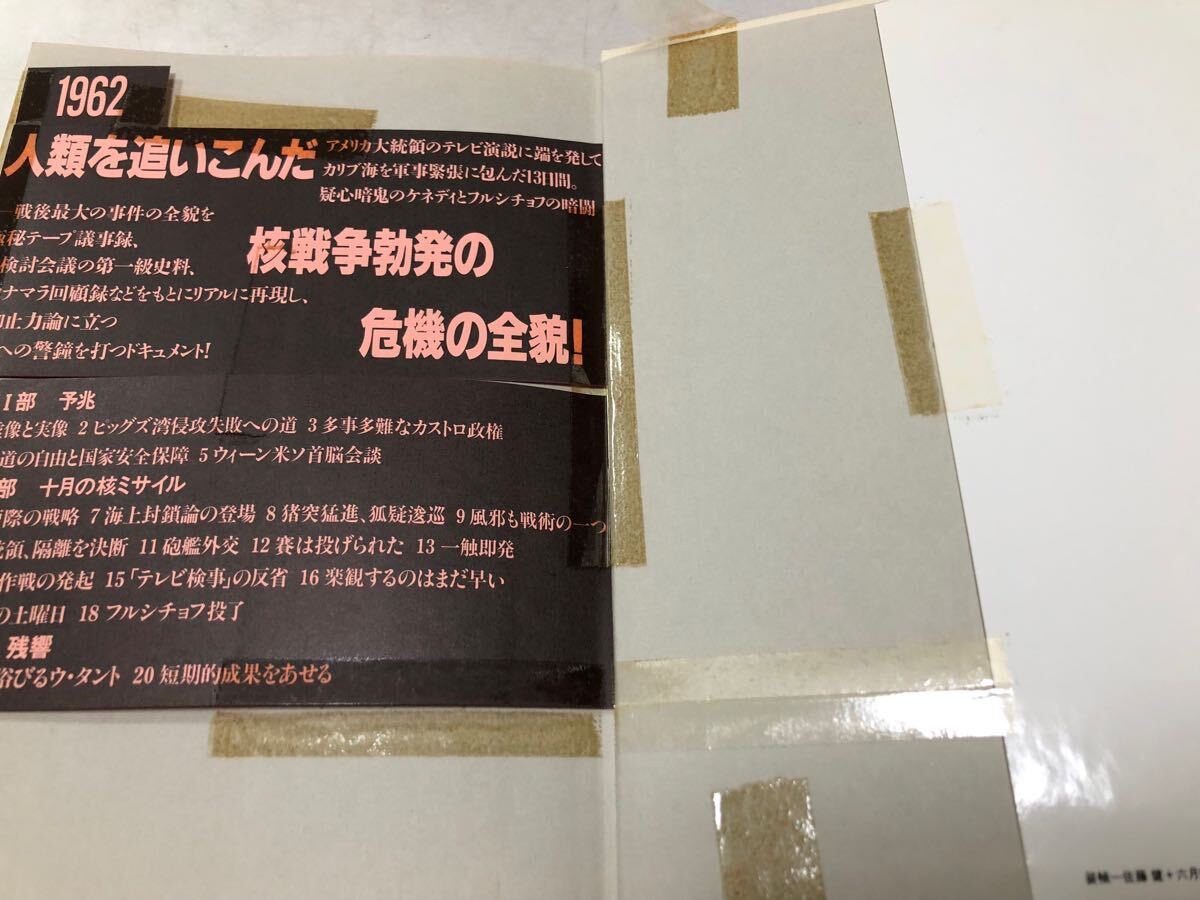 1962
人類を追いこんだ
アメリカ大統領のテレビ演説に端を発して
カリブ海を軍事緊張に包んだ13日間。
疑心暗鬼のケネディとフルシチョフの暗闘
―戦後最大の事件の全貌を
秘テープ議事録、
検討会議の第一級史料、
ナマラ回顧録などをもとにリアルに再現し、
止力論に立つ
への警鐘を打つドキュメント!
核戦争勃発の
危機の全貌!
I部 予兆
像と実像 2 ピッグズ湾侵攻失敗への道 3 多事多難なカストロ政権
道の自由と国家安全保障 5 ウィーン米ソ首脳会談
部 十月の核ミサイル
際の戦略 7 海上封鎖論の登場 8 猪突猛進、狐疑逡巡 9 風邪も戦術の一つ
統領、隔離を決断 11 砲艦外交 12 賽は投げられた 13 一触即発
作戦の発起 15「テレビ検事」の反省 16 楽観するのはまだ早い
の土曜日 18 フルシチョフ投了
残響
浴びるウ・タント 20 短期的成果をあせる
装幀―佐藤 健+六月